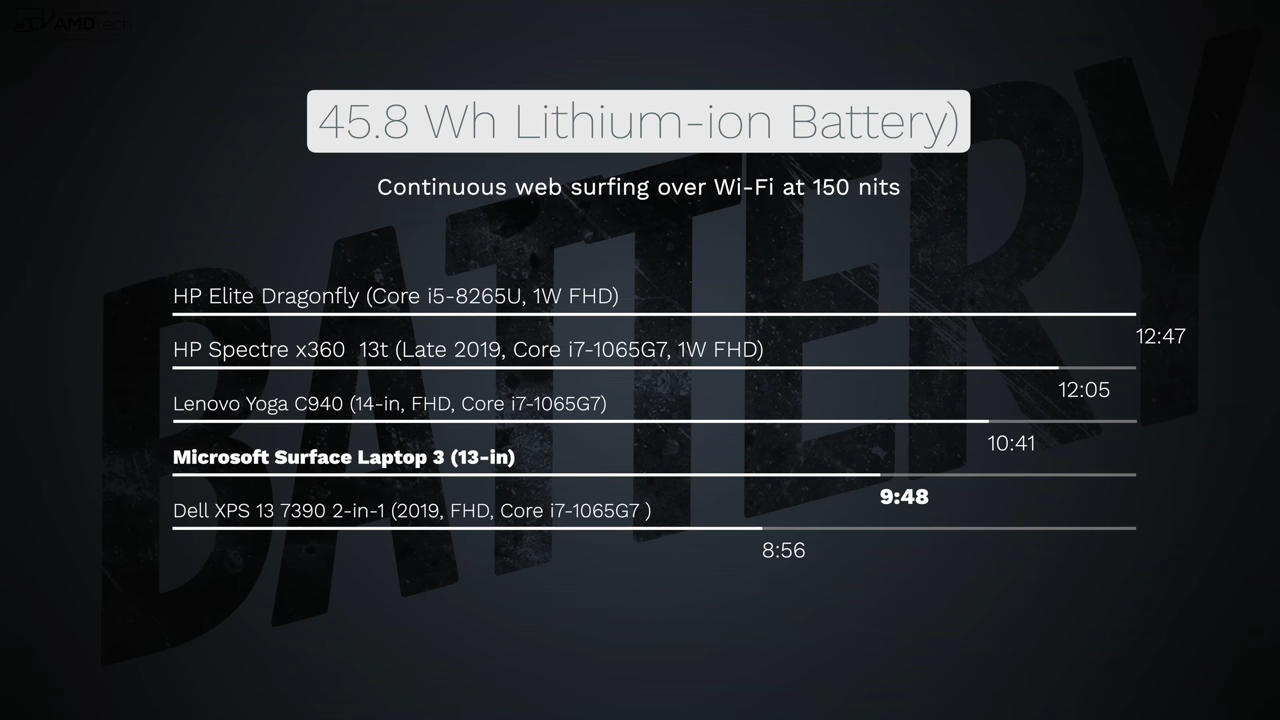 AMDtech
45.8 Wh Lithium-ion Battery)
Continuous web surfing over Wi-Fi at 150 nits
HP Elite Dragonfly (Core i5-8265U, 1W FHD)
12:47
HP Spectre x360 13t (Late 2019, Core i7-1065G7, 1W FHD)
12:05
Lenovo Yoga C940 (14-in, FHD, Core i7-1065G7)
10:41
Microsoft Surface Laptop 3 (13-in)
9:48
Dell XPS 13 7390 2-in-1 (2019, FHD, Core i7-1065G7 )
8:56
BATTERY